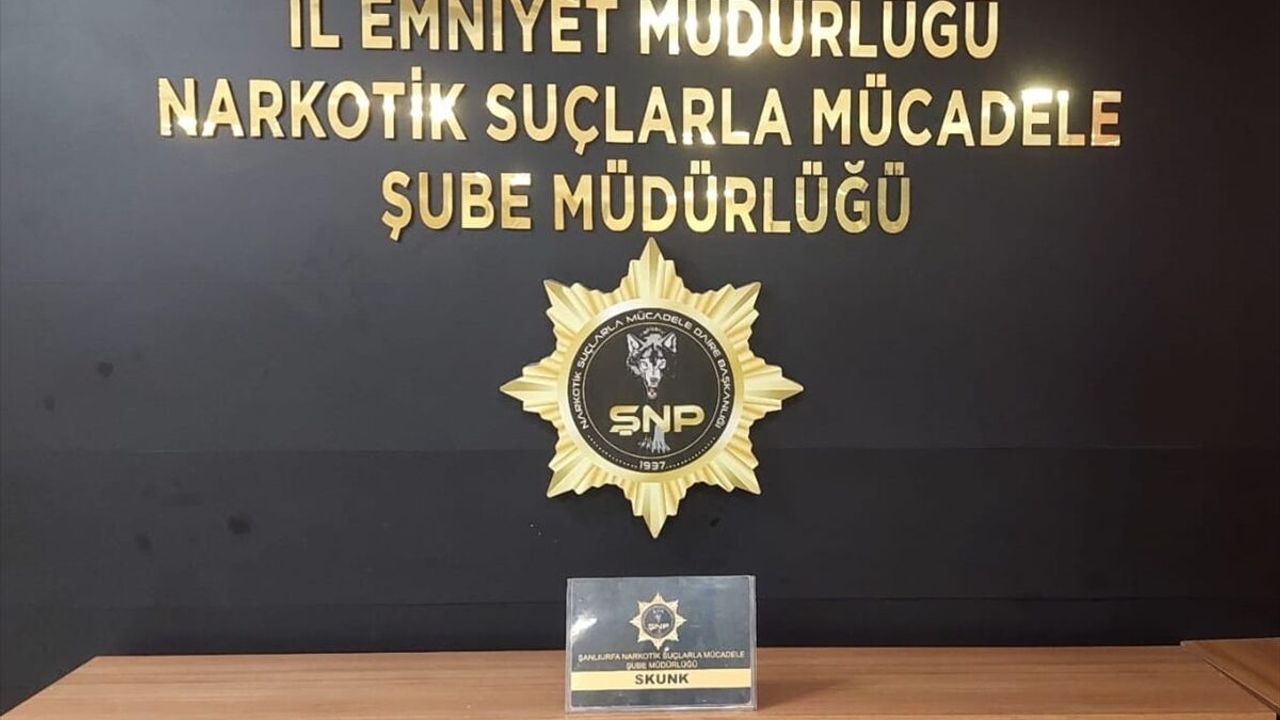 İL EMNİYET MÜDÜRLÜĞÜ
NARKOTİK SUÇLARLA MÜCADELE
ŞUBE MÜDÜRLÜĞÜ
NARKOTİK SUÇLARLA MÜCADELE DAİRE BAŞKANLIĞI
ŞNP
1937
ŞNP
ŞANLIURFA NARKOTİK SUÇLARLA MÜCADELE
ŞUBE MÜDÜRLÜĞÜ
SKUNK